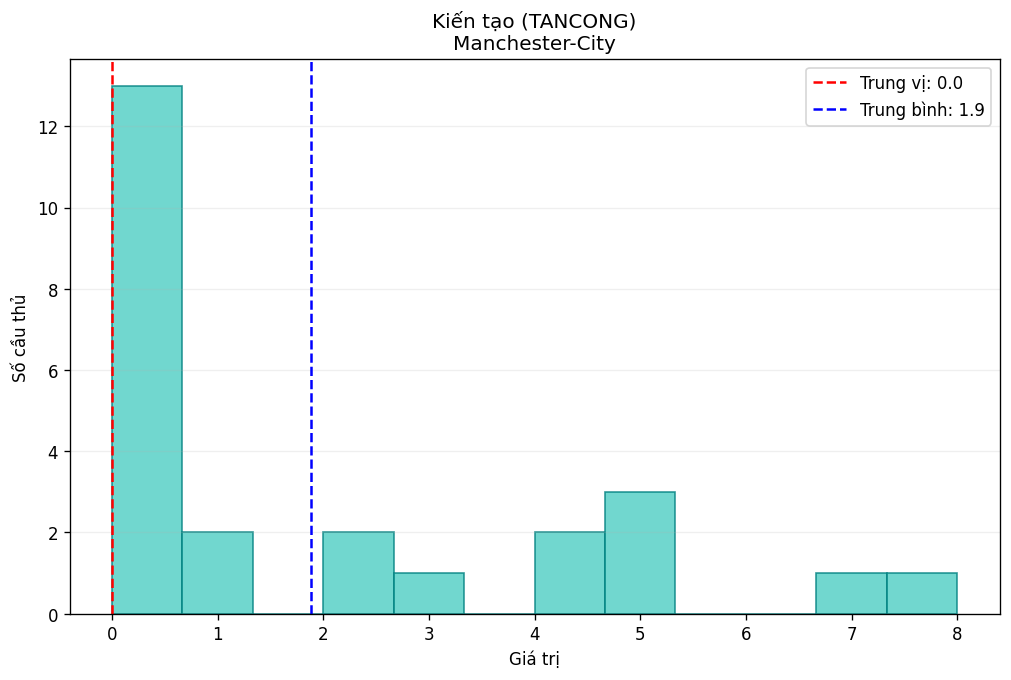 Kiến tạo (TANCONG)
Manchester-City
Trung vị: 0.0
Trung bình: 1.9
Số cầu thủ
12
10
8
6
4
2
0
0 1 2 3 4 5 6 7 8
Giá trị